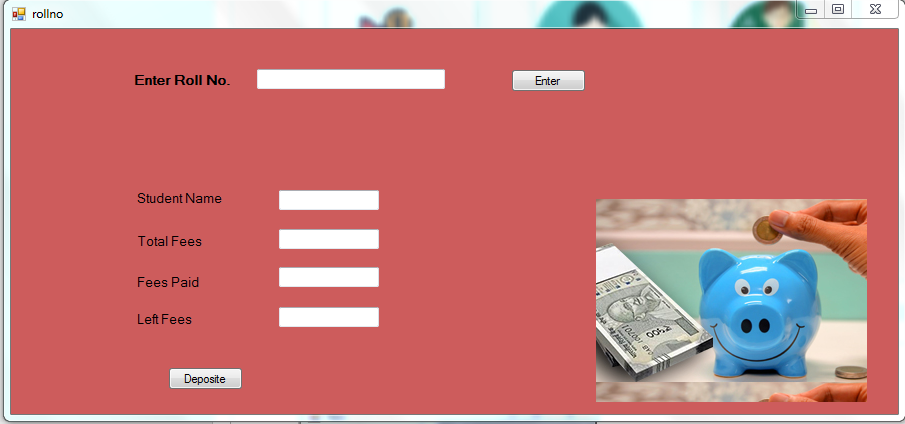 rollno
Enter Roll No.
Enter
Student Name
Total Fees
Fees Paid
Left Fees
Deposite